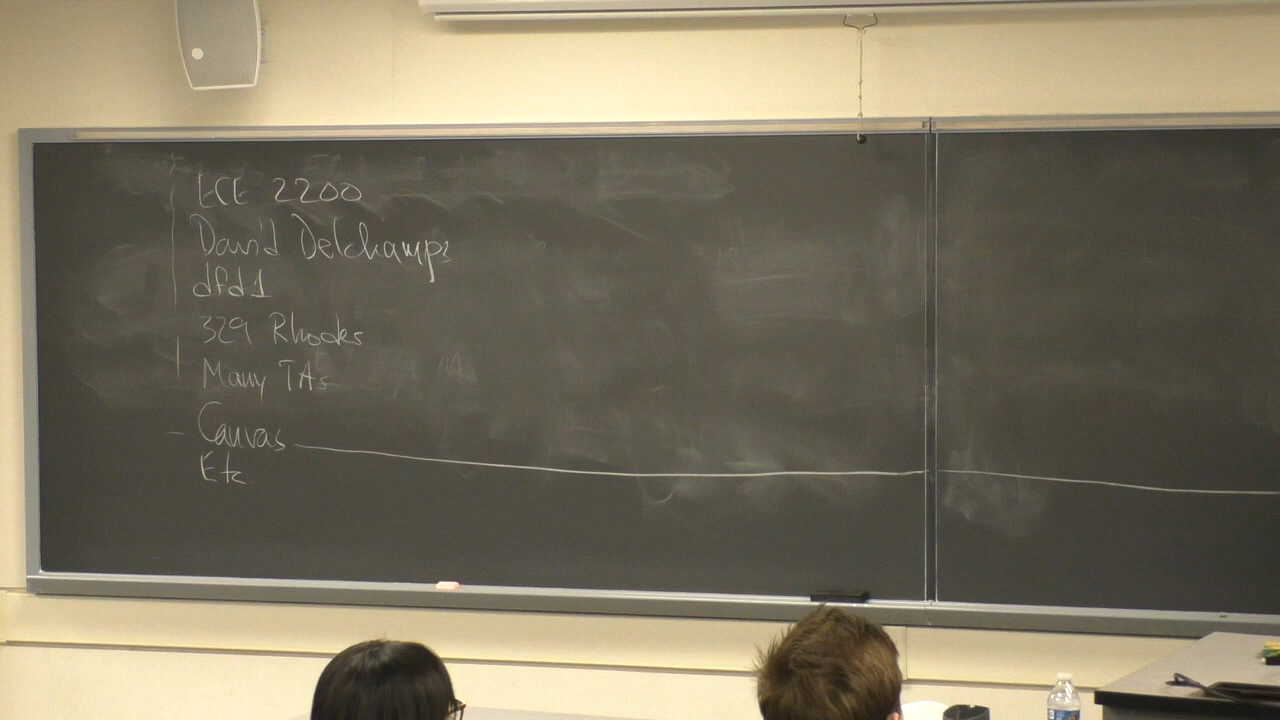 ECE 2200
David Delchamps
dfd1
329 Rhodes
Many TAs
Canvas
Etc